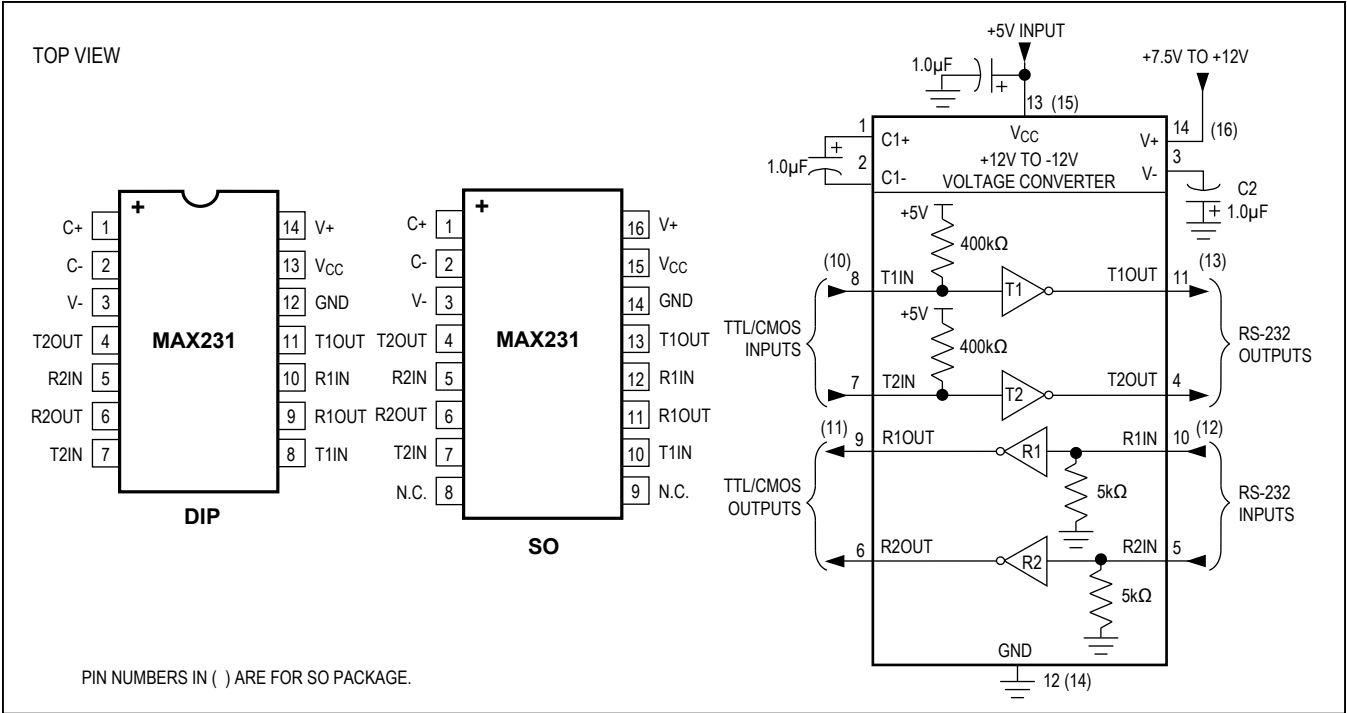 TOP VIEW
+
C+ 1
C- 2
V- 3
T2OUT 4
R2IN 5
R2OUT 6
T2IN 7
14 V+
13 VCC
12 GND
11 T1OUT
10 R1IN
9 R1OUT
8 T1IN
MAX231
DIP
+
C+ 1
C- 2
V- 3
T2OUT 4
R2IN 5
R2OUT 6
T2IN 7
N.C. 8
16 V+
15 VCC
14 GND
13 T1OUT
12 R1IN
11 R1OUT
10 T1IN
9 N.C.
MAX231
SO
PIN NUMBERS IN ( ) ARE FOR SO PACKAGE.
+5V INPUT
1.0µF
+
13 (15)
+7.5V TO +12V
1
2
1.0µF
+
C1+
C1-
VCC
+12V TO -12V
VOLTAGE CONVERTER
V+
V-
14 (16)
3
C2
+ 1.0µF
+5V
400kΩ
(10)
8 T1IN
T1
T1OUT 11 (13)
+5V
400kΩ
7 T2IN
T2
T2OUT 4
TTL/CMOS
INPUTS
RS-232
OUTPUTS
(11)
9 R1OUT
R1
R1IN 10 (12)
5kΩ
6 R2OUT
R2
R2IN 5
5kΩ
TTL/CMOS
OUTPUTS
RS-232
INPUTS
GND
12 (14)